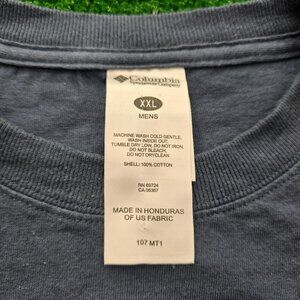 Columbia
Sportswear Company
XXL
MENS
MACHINE WASH COLD GENTLE,
WASH INSIDE OUT,
TUMBLE DRY LOW, DO NOT IRON,
DO NOT BLEACH,
DO NOT DRYCLEAN
SHELL: 100% COTTON
RN 69724
CA 05367
MADE IN HONDURAS
OF US FABRIC
107 MT1